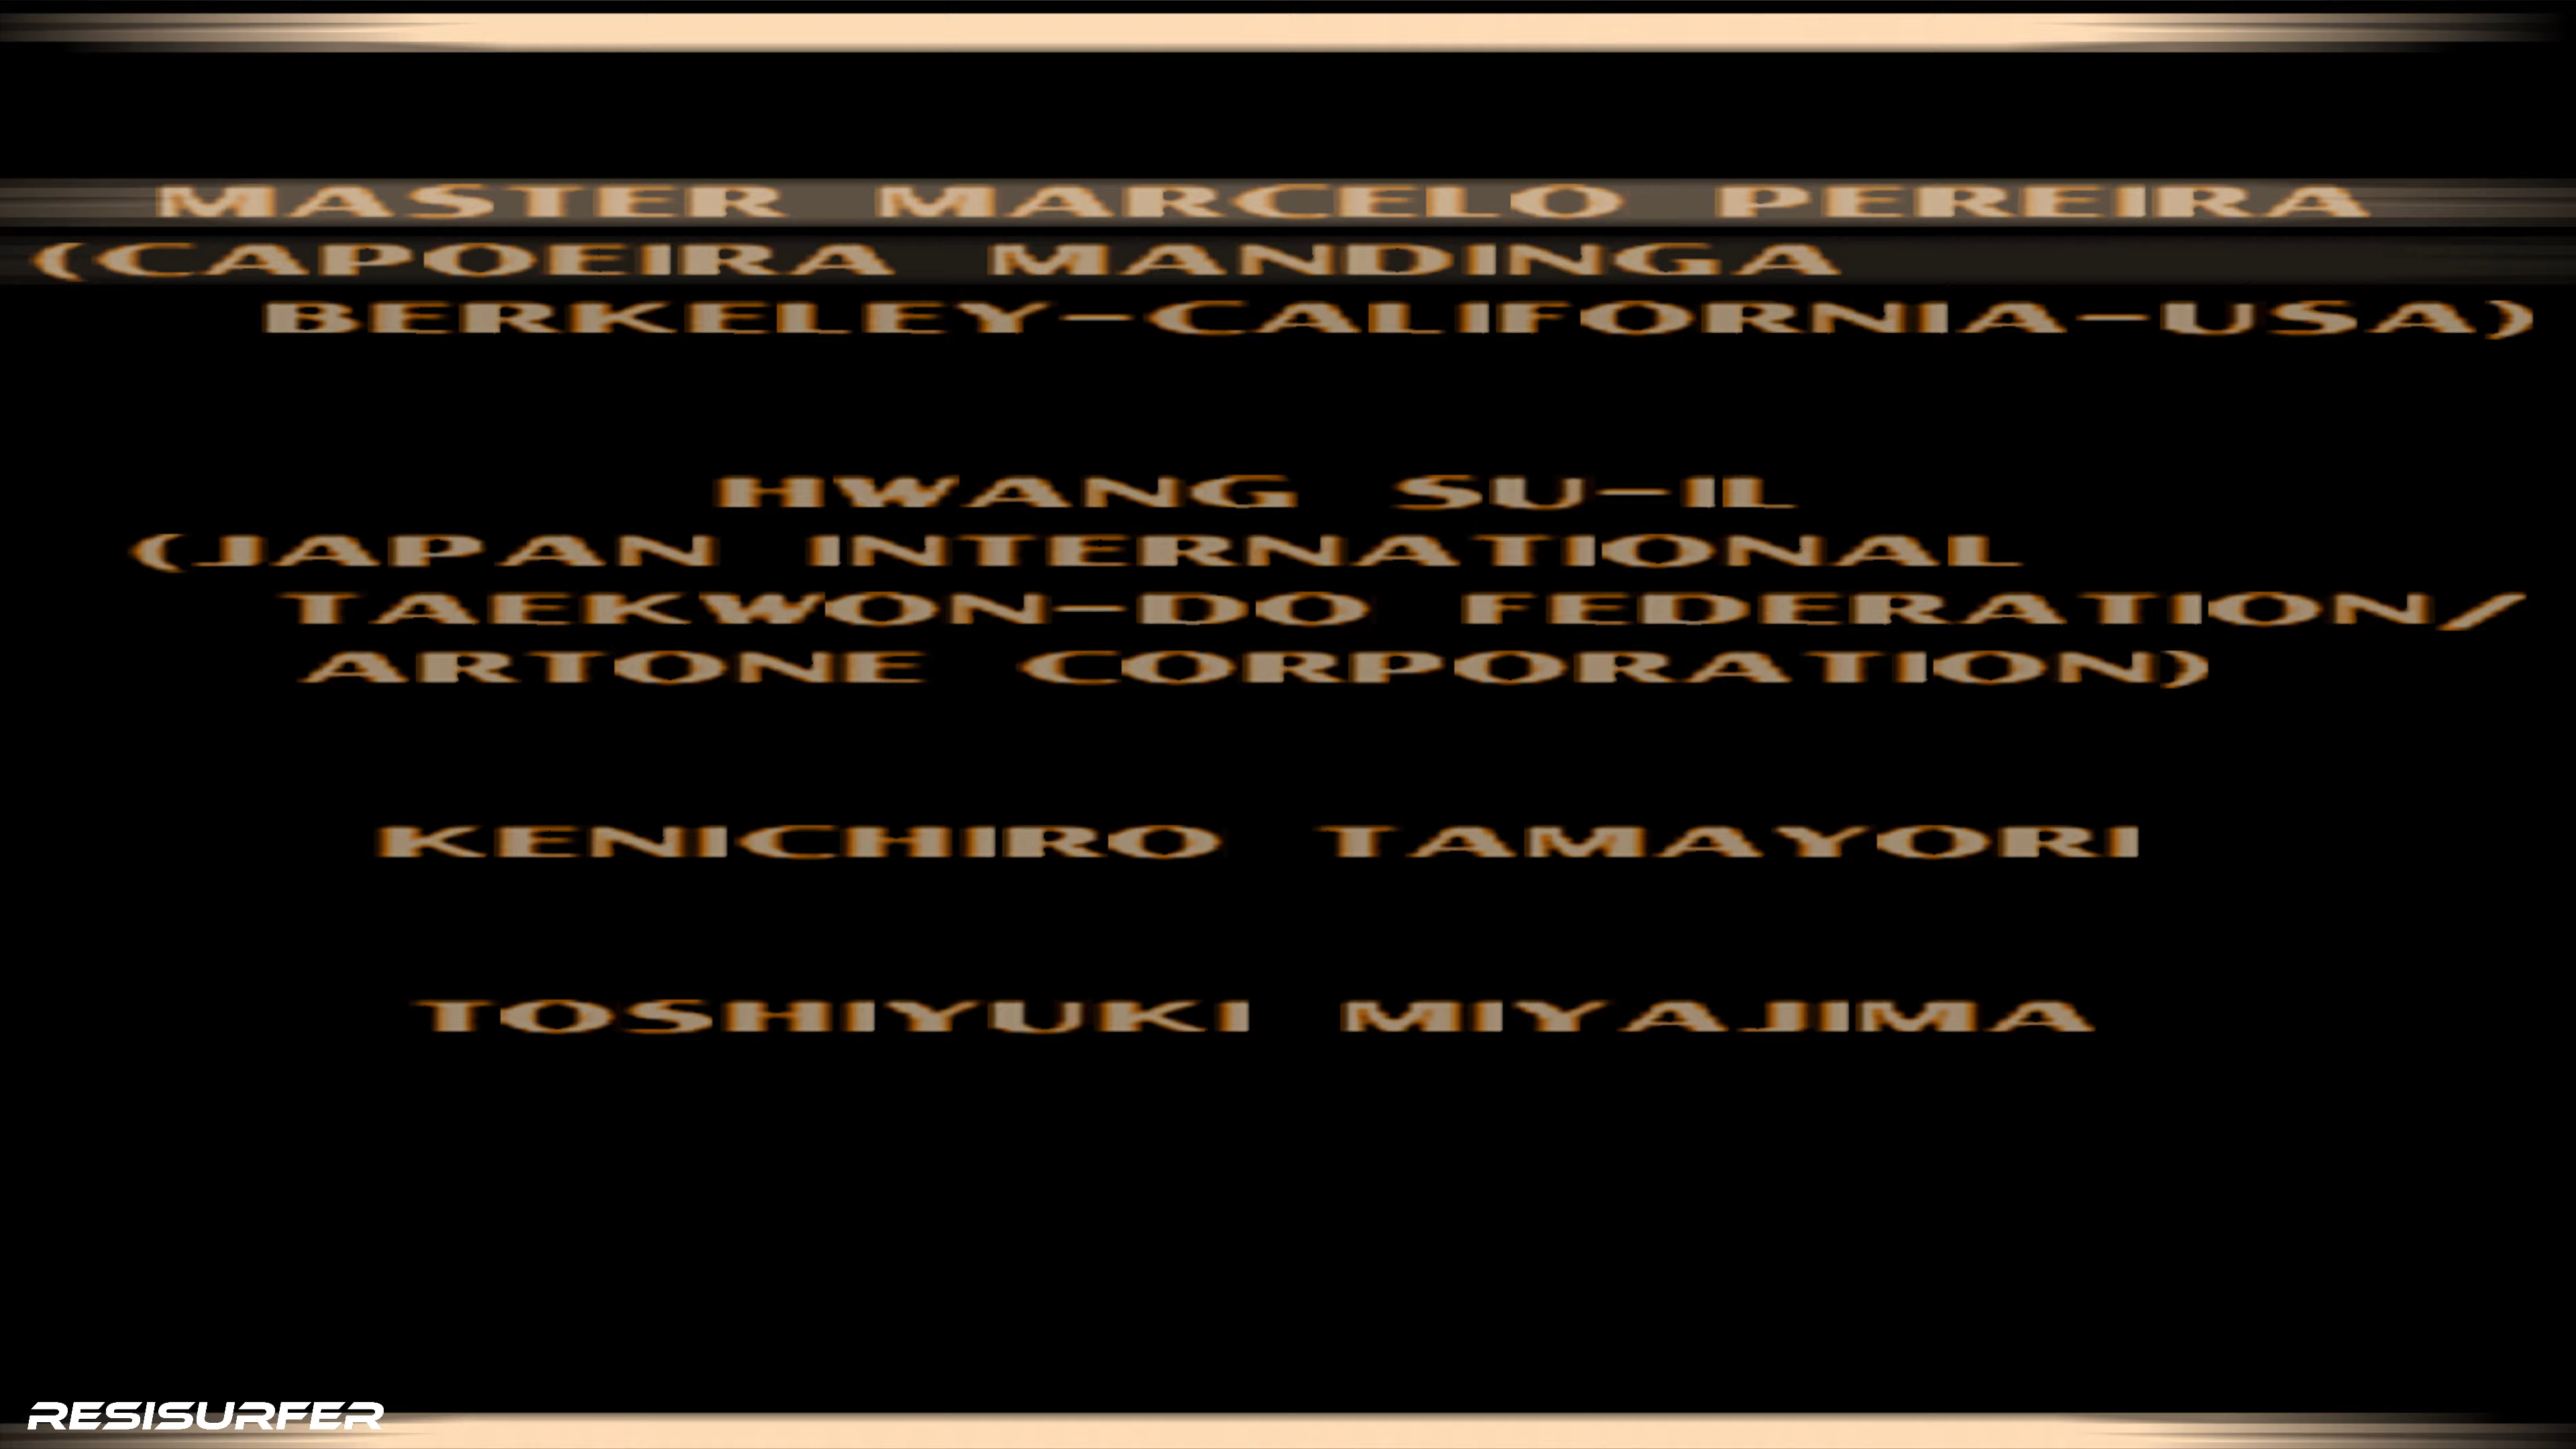 MASTER MARCELO PEREIRA
(CAPOEIRA MANDINGA
BERKELEY-CALIFORNIA-USA)
HWANG SU-IL
(JAPAN INTERNATIONAL
TAEKWON-DO FEDERATION/
ARTONE CORPORATION)
KENICHIRO TAMAYORI
TOSHIYUKI MIYAJIMA
RESISURFER